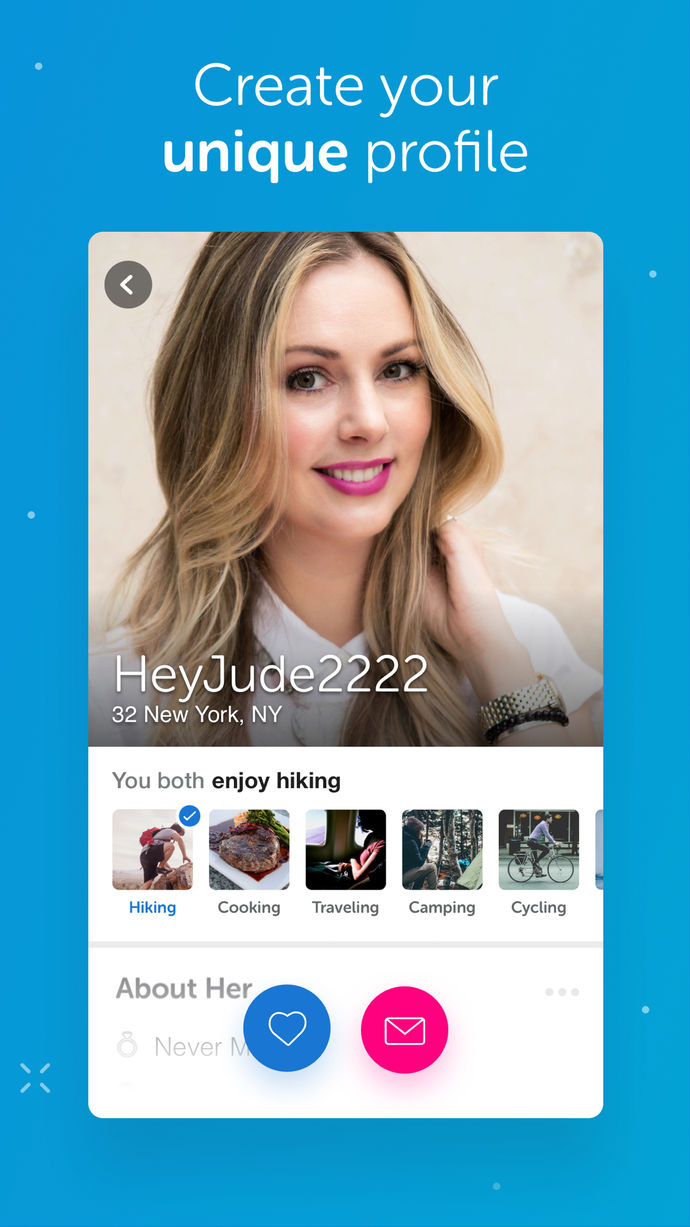 Create your
unique profile
HeyJude2222
32 New York, NY
You both enjoy hiking
Hiking Cooking Traveling Camping Cycling
About Her
Never